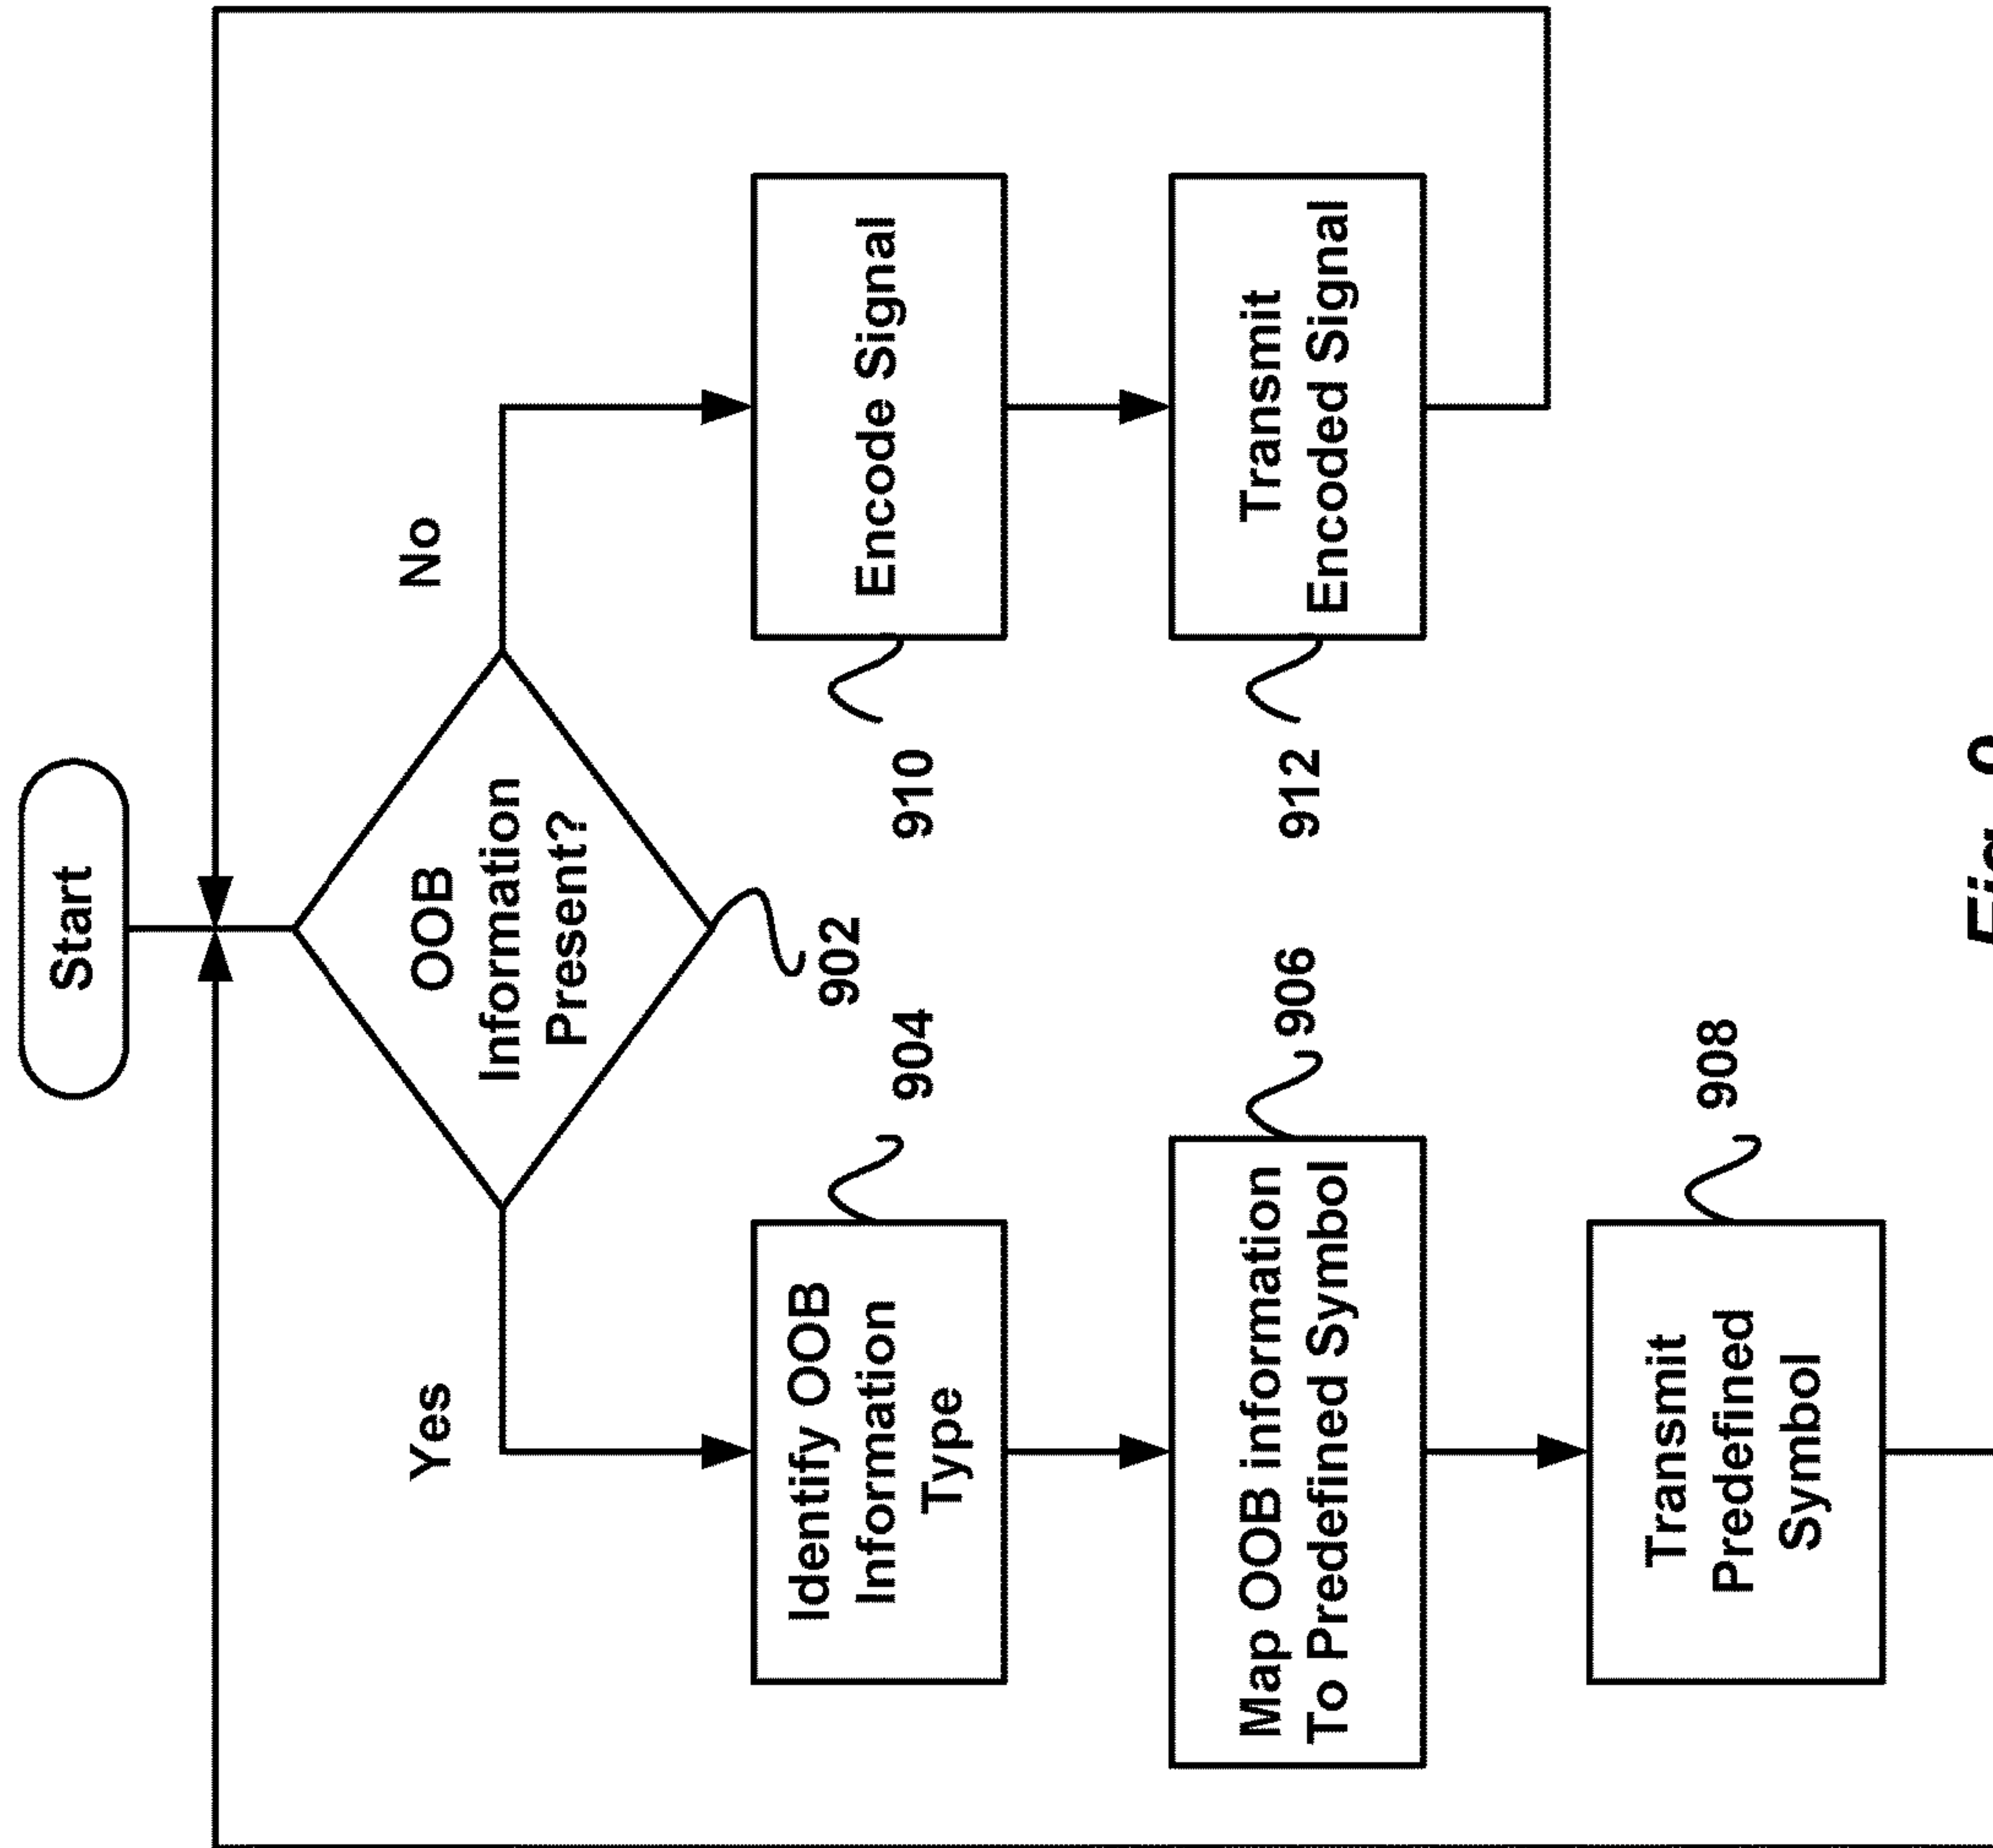 Start
OOB
Information
Present?
902
Yes
No
Identify OOB
Information
Type
904
Map OOB information
To Predefined Symbol
906
Transmit
Predefined
Symbol
908
Encode Signal
910
Transmit
Encoded Signal
912